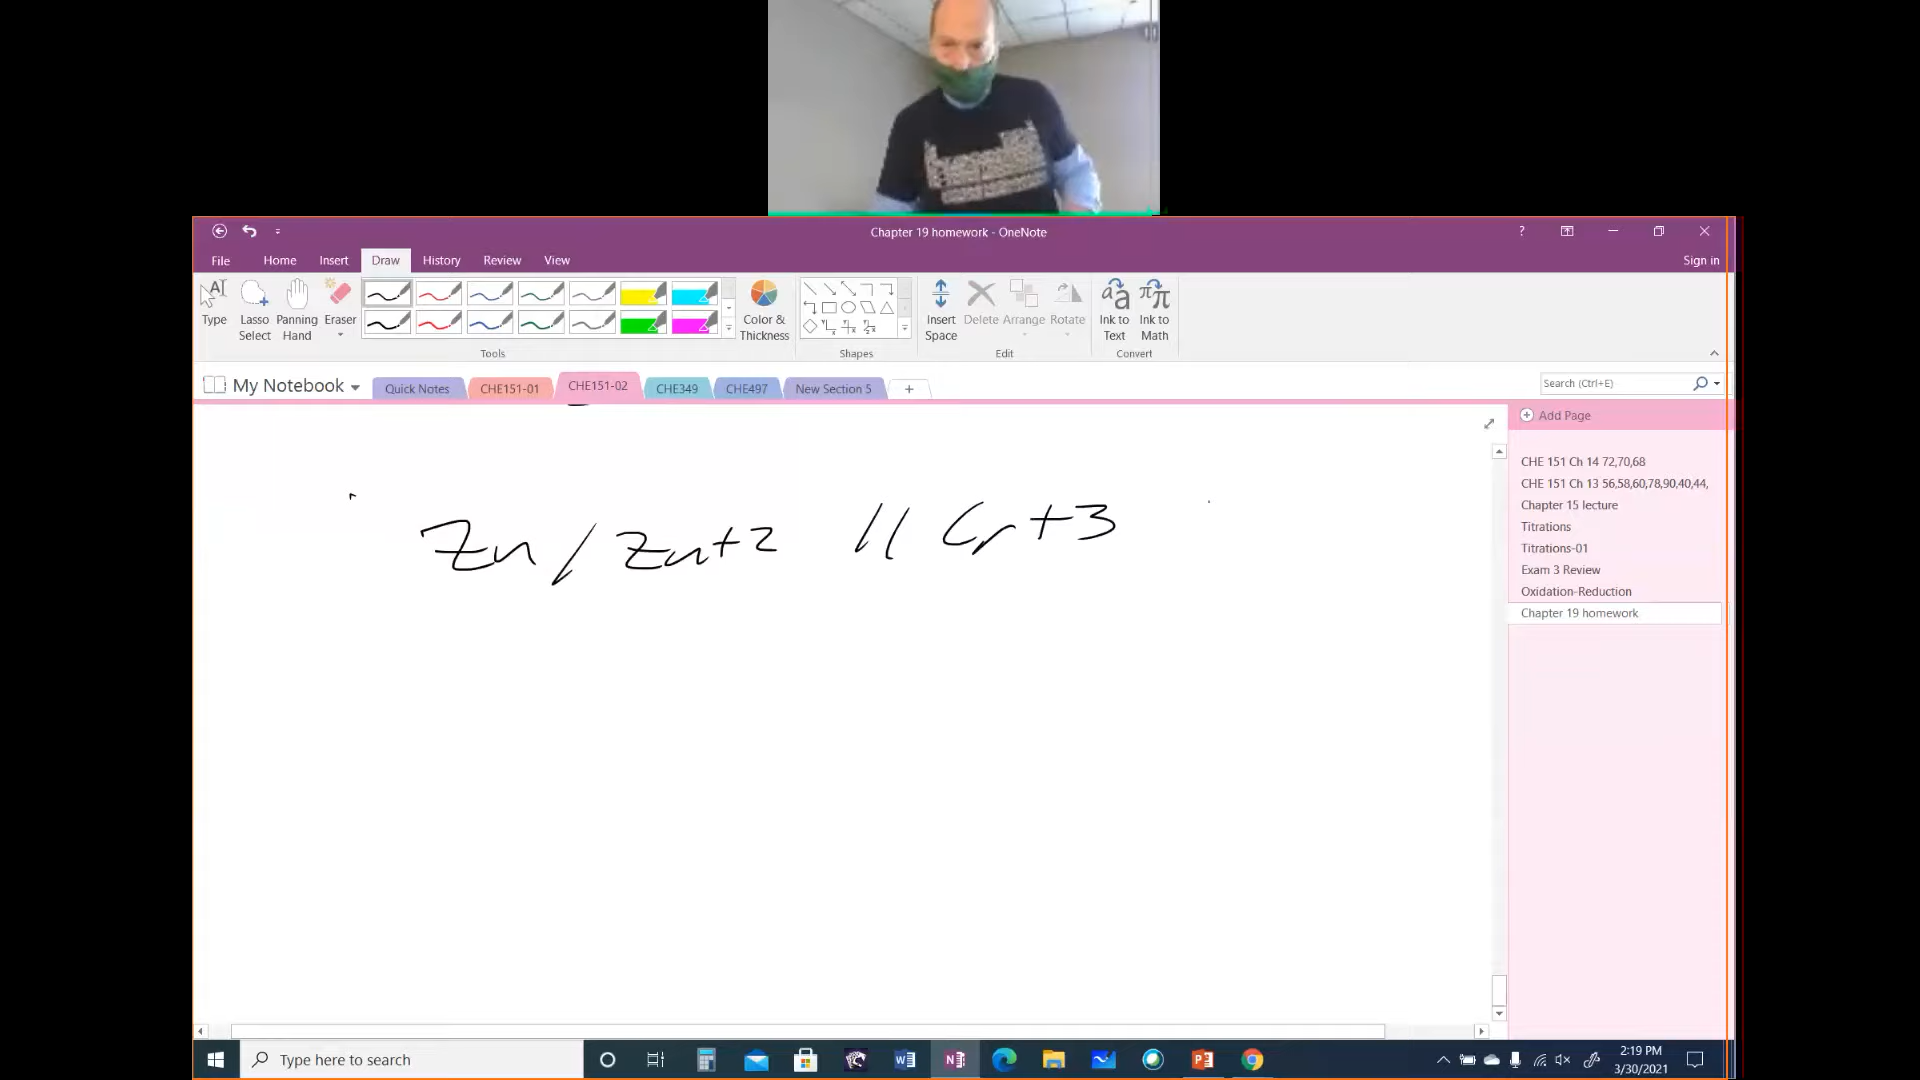 Chapter 19 homework - OneNote
?
File Home Insert Draw History Review View Sign in
Type Lasso Select Panning Hand Eraser Color & Thickness Insert Space Delete Arrange Rotate Ink to Text Ink to Math
Tools Shapes Edit Convert
My Notebook Quick Notes CHE151-01 CHE151-02 CHE349 CHE497 New Section 5 + Search (Ctrl+E)
Add Page
CHE 151 Ch 14 72,70,68
CHE 151 Ch 13 56,58,60,78,90,40,44,
Chapter 15 lecture
Titrations
Titrations-01
Exam 3 Review
Oxidation-Reduction
Chapter 19 homework
Zn/Zn+2 // Cr+3
Type here to search
2:19 PM
3/30/2021